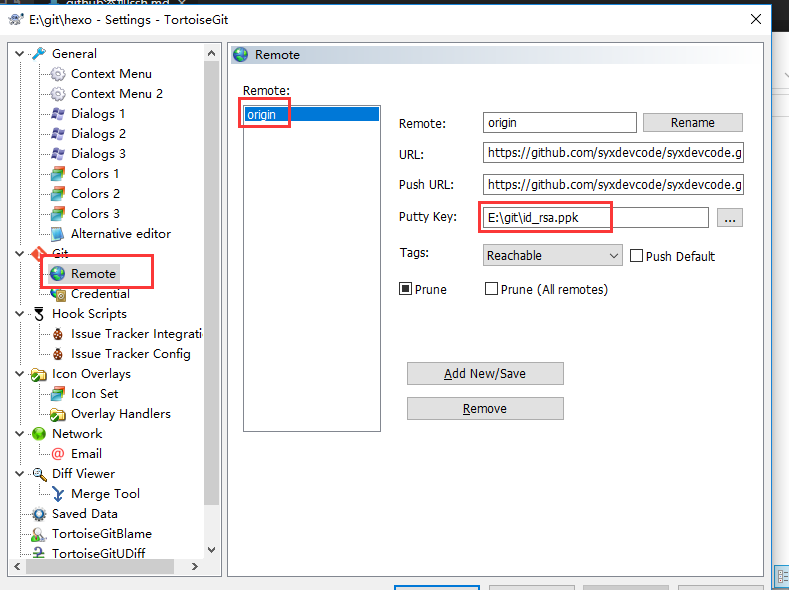 E:\git\hexo - Settings - TortoiseGit
General
Context Menu
Context Menu 2
Dialogs 1
Dialogs 2
Dialogs 3
Colors 1
Colors 2
Colors 3
Alternative editor
Git
Remote
Credential
Hook Scripts
Issue Tracker Integrati
Issue Tracker Config
Icon Overlays
Icon Set
Overlay Handlers
Network
Email
Diff Viewer
Merge Tool
Saved Data
TortoiseGitBlame
TortoiseGitUDiff
Remote
Remote:
origin
Remote: origin Rename
URL: https://github.com/syxdevcode/syxdevcode.g
Push URL: https://github.com/syxdevcode/syxdevcode.g
Putty Key: E:\git\id_rsa.ppk ...
Tags: Reachable Push Default
Prune Prune (All remotes)
Add New/Save
Remove